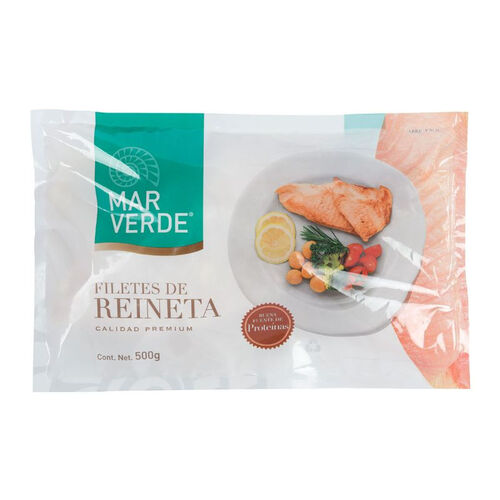 MAR
VERDE®
FILETES DE
REINETA
CALIDAD PREMIUM
Cont. Net. 500g
BUENA
FUENTE DE
Proteínas